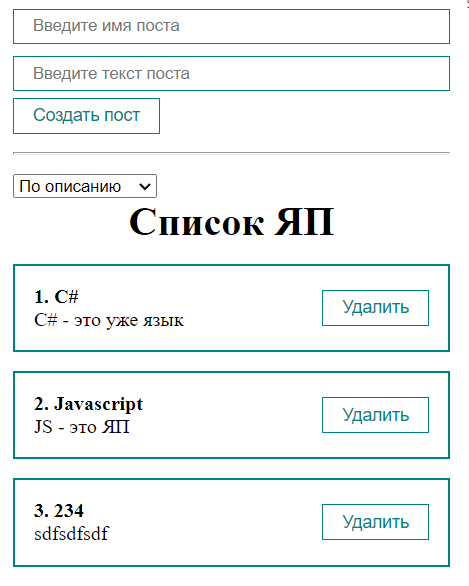 Введите имя поста
Введите текст поста
Создать пост
По описанию
Список ЯП
1. C#
C# - это уже язык
Удалить
2. Javascript
JS - это ЯП
Удалить
3. 234
sdfsdfsdf
Удалить